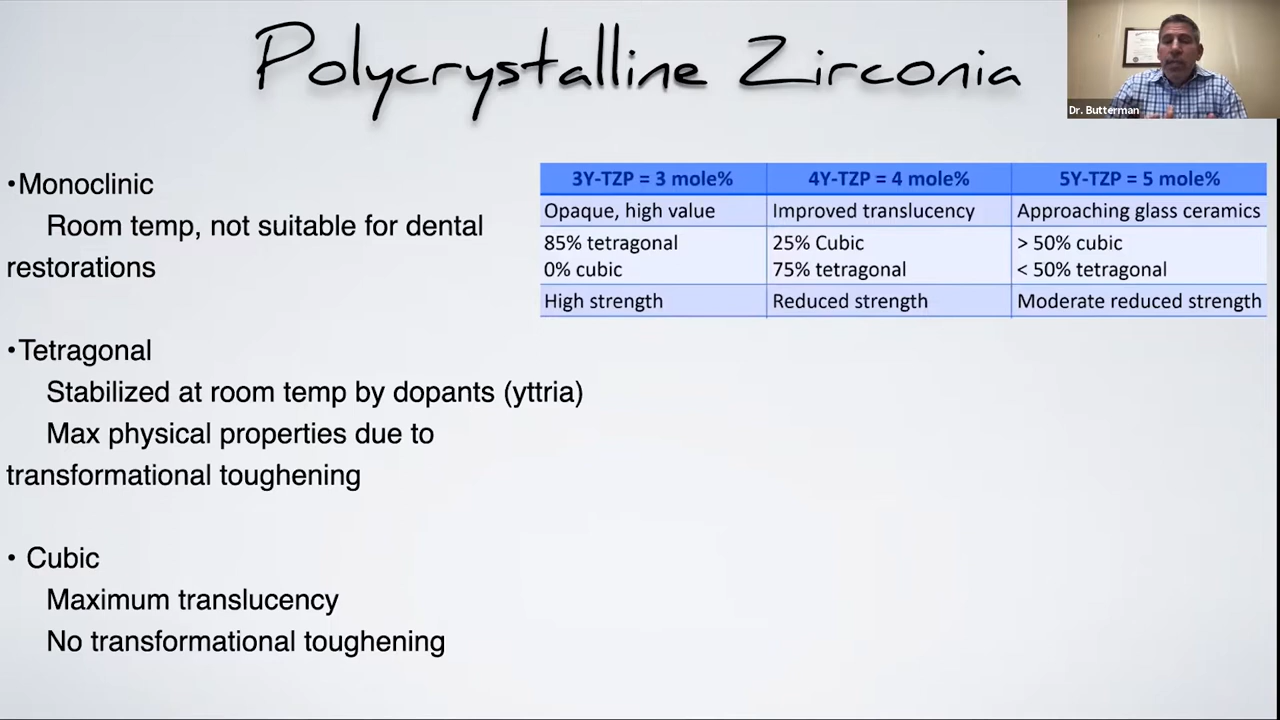 Polycrystalline Zirconia
Dr. Butterman
•Monoclinic
Room temp, not suitable for dental
restorations
•Tetragonal
Stabilized at room temp by dopants (yttria)
Max physical properties due to
transformational toughening
• Cubic
Maximum translucency
No transformational toughening
3Y-TZP = 3 mole% 4Y-TZP = 4 mole% 5Y-TZP = 5 mole%
Opaque, high value Improved translucency Approaching glass ceramics
85% tetragonal 25% Cubic > 50% cubic
0% cubic 75% tetragonal < 50% tetragonal
High strength Reduced strength Moderate reduced strength